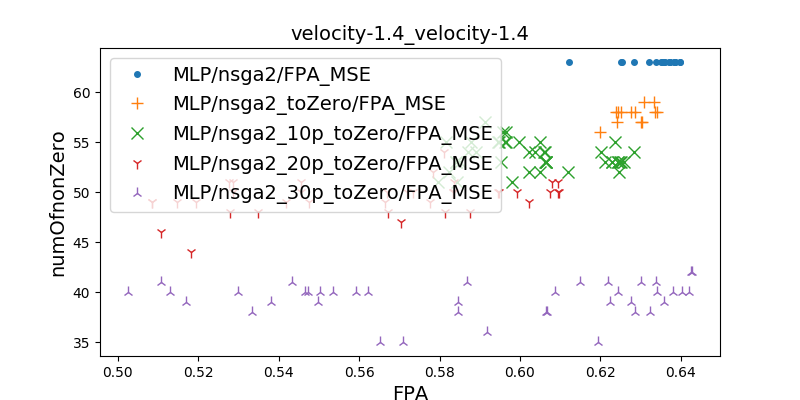 velocity-1.4_velocity-1.4
MLP/nsga2/FPA_MSE
MLP/nsga2_toZero/FPA_MSE
MLP/nsga2_10p_toZero/FPA_MSE
MLP/nsga2_20p_toZero/FPA_MSE
MLP/nsga2_30p_toZero/FPA_MSE
numOfnonZero
60
55
50
45
40
35
0.50 0.52 0.54 0.56 0.58 0.60 0.62 0.64
FPA